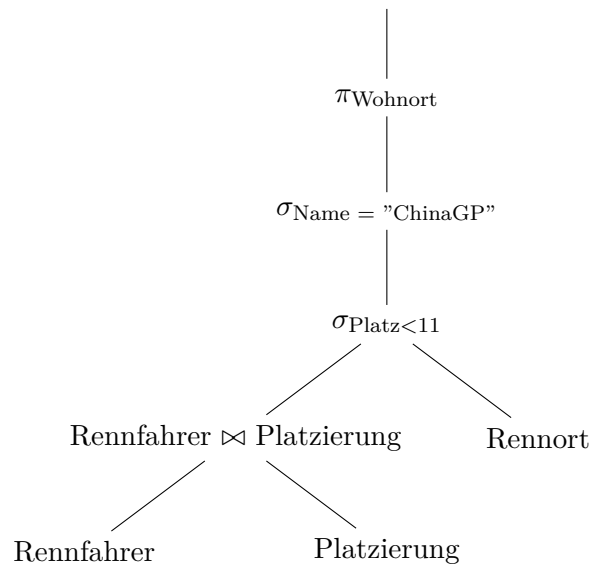 πWohnort
σName = ”ChinaGP”
σPlatz<11
Rennfahrer ⋈ Platzierung
Rennort
Rennfahrer
Platzierung